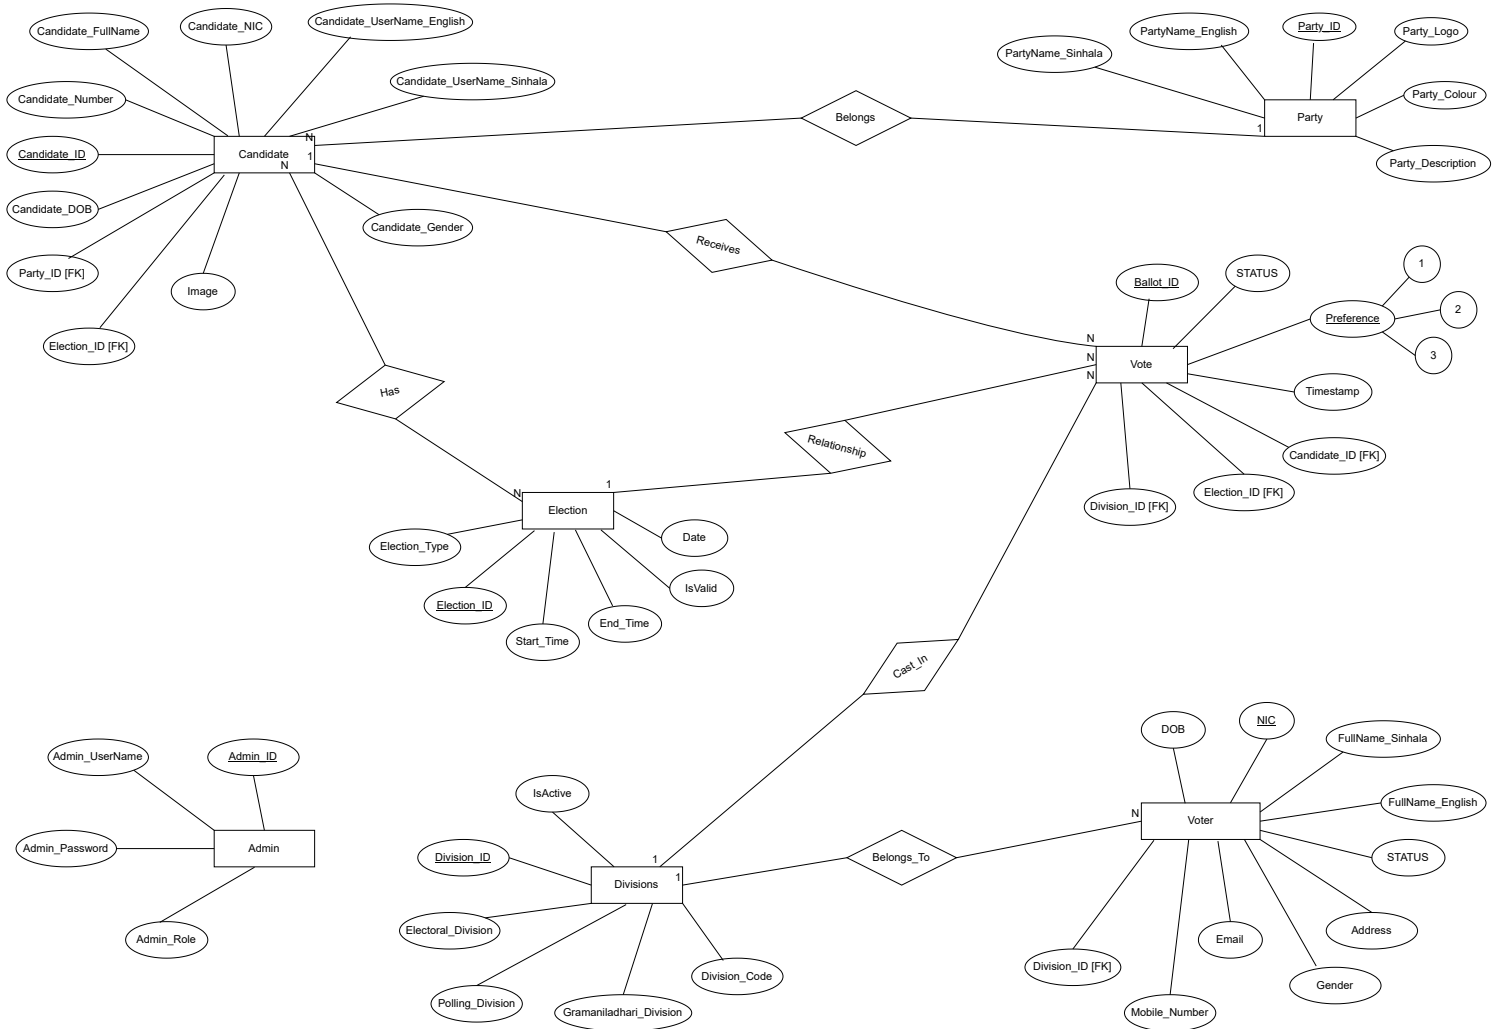 Candidate_FullName
Candidate_NIC
Candidate_UserName_English
Candidate_UserName_Sinhala
Candidate_Number
Candidate_ID
Candidate_DOB
Party_ID [FK]
Election_ID [FK]
Image
Candidate_Gender
Candidate
N
1
N
Belongs
PartyName_Sinhala
PartyName_English
Party_ID
Party_Logo
Party_Colour
Party_Description
Party
1
Receives
Has
Relationship
Ballot_ID
STATUS
Preference
1
2
3
Timestamp
Candidate_ID [FK]
Election_ID [FK]
Division_ID [FK]
Vote
N
N
N
N
1
Election
Election_Type
Election_ID
Start_Time
End_Time
IsValid
Date
Cast_In
Admin_UserName
Admin_ID
Admin_Password
Admin
Admin_Role
IsActive
Division_ID
Electoral_Division
Polling_Division
Gramaniladhari_Division
Division_Code
1
1
Divisions
Belongs_To
N
Voter
DOB
NIC
FullName_Sinhala
FullName_English
STATUS
Address
Gender
Email
Mobile_Number
Division_ID [FK]